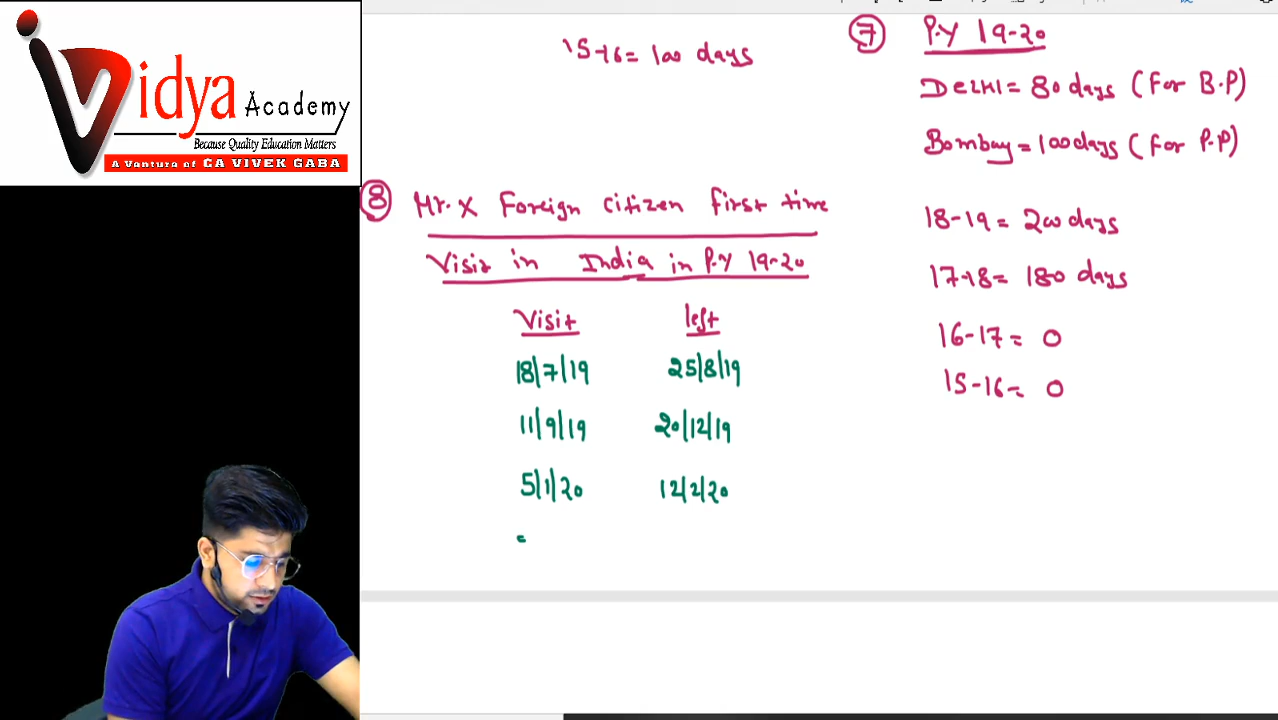 Vidya Academy
Because Quality Education Matters
A Ventura of CA VIVEK GABA
15-16 = 100 days
⑧ Mr. X Foreign citizen first time
Visit in India in P.Y 19-20
Visit left
18/7/19 25/8/19
11/9/19 20/12/19
5/1/20 12/2/20
=
⑦ P.Y 19-20
DELHI = 80 days (For B.P)
Bombay = 100 days (For P.P)
18-19 = 200 days
17-18 = 180 days
16-17 = 0
15-16 = 0